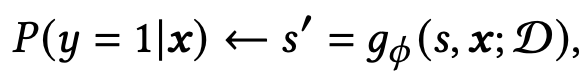 P(y = 1|𝒙) ← s′ = g_ϕ(s, 𝒙; 𝒟),